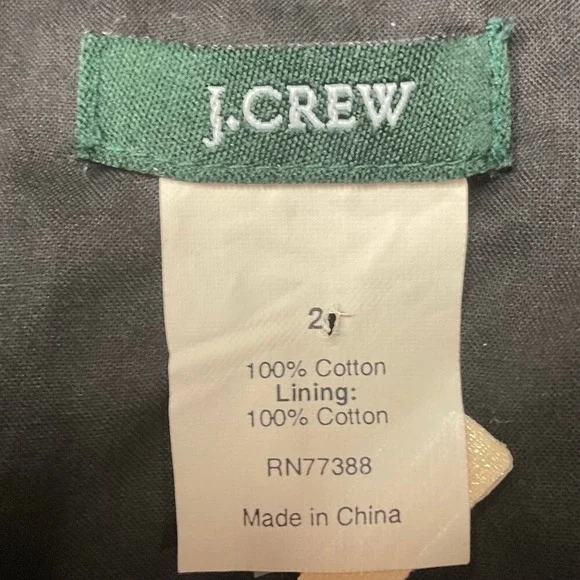 J.CREW
2
100% Cotton
Lining:
100% Cotton
RN77388
Made in China